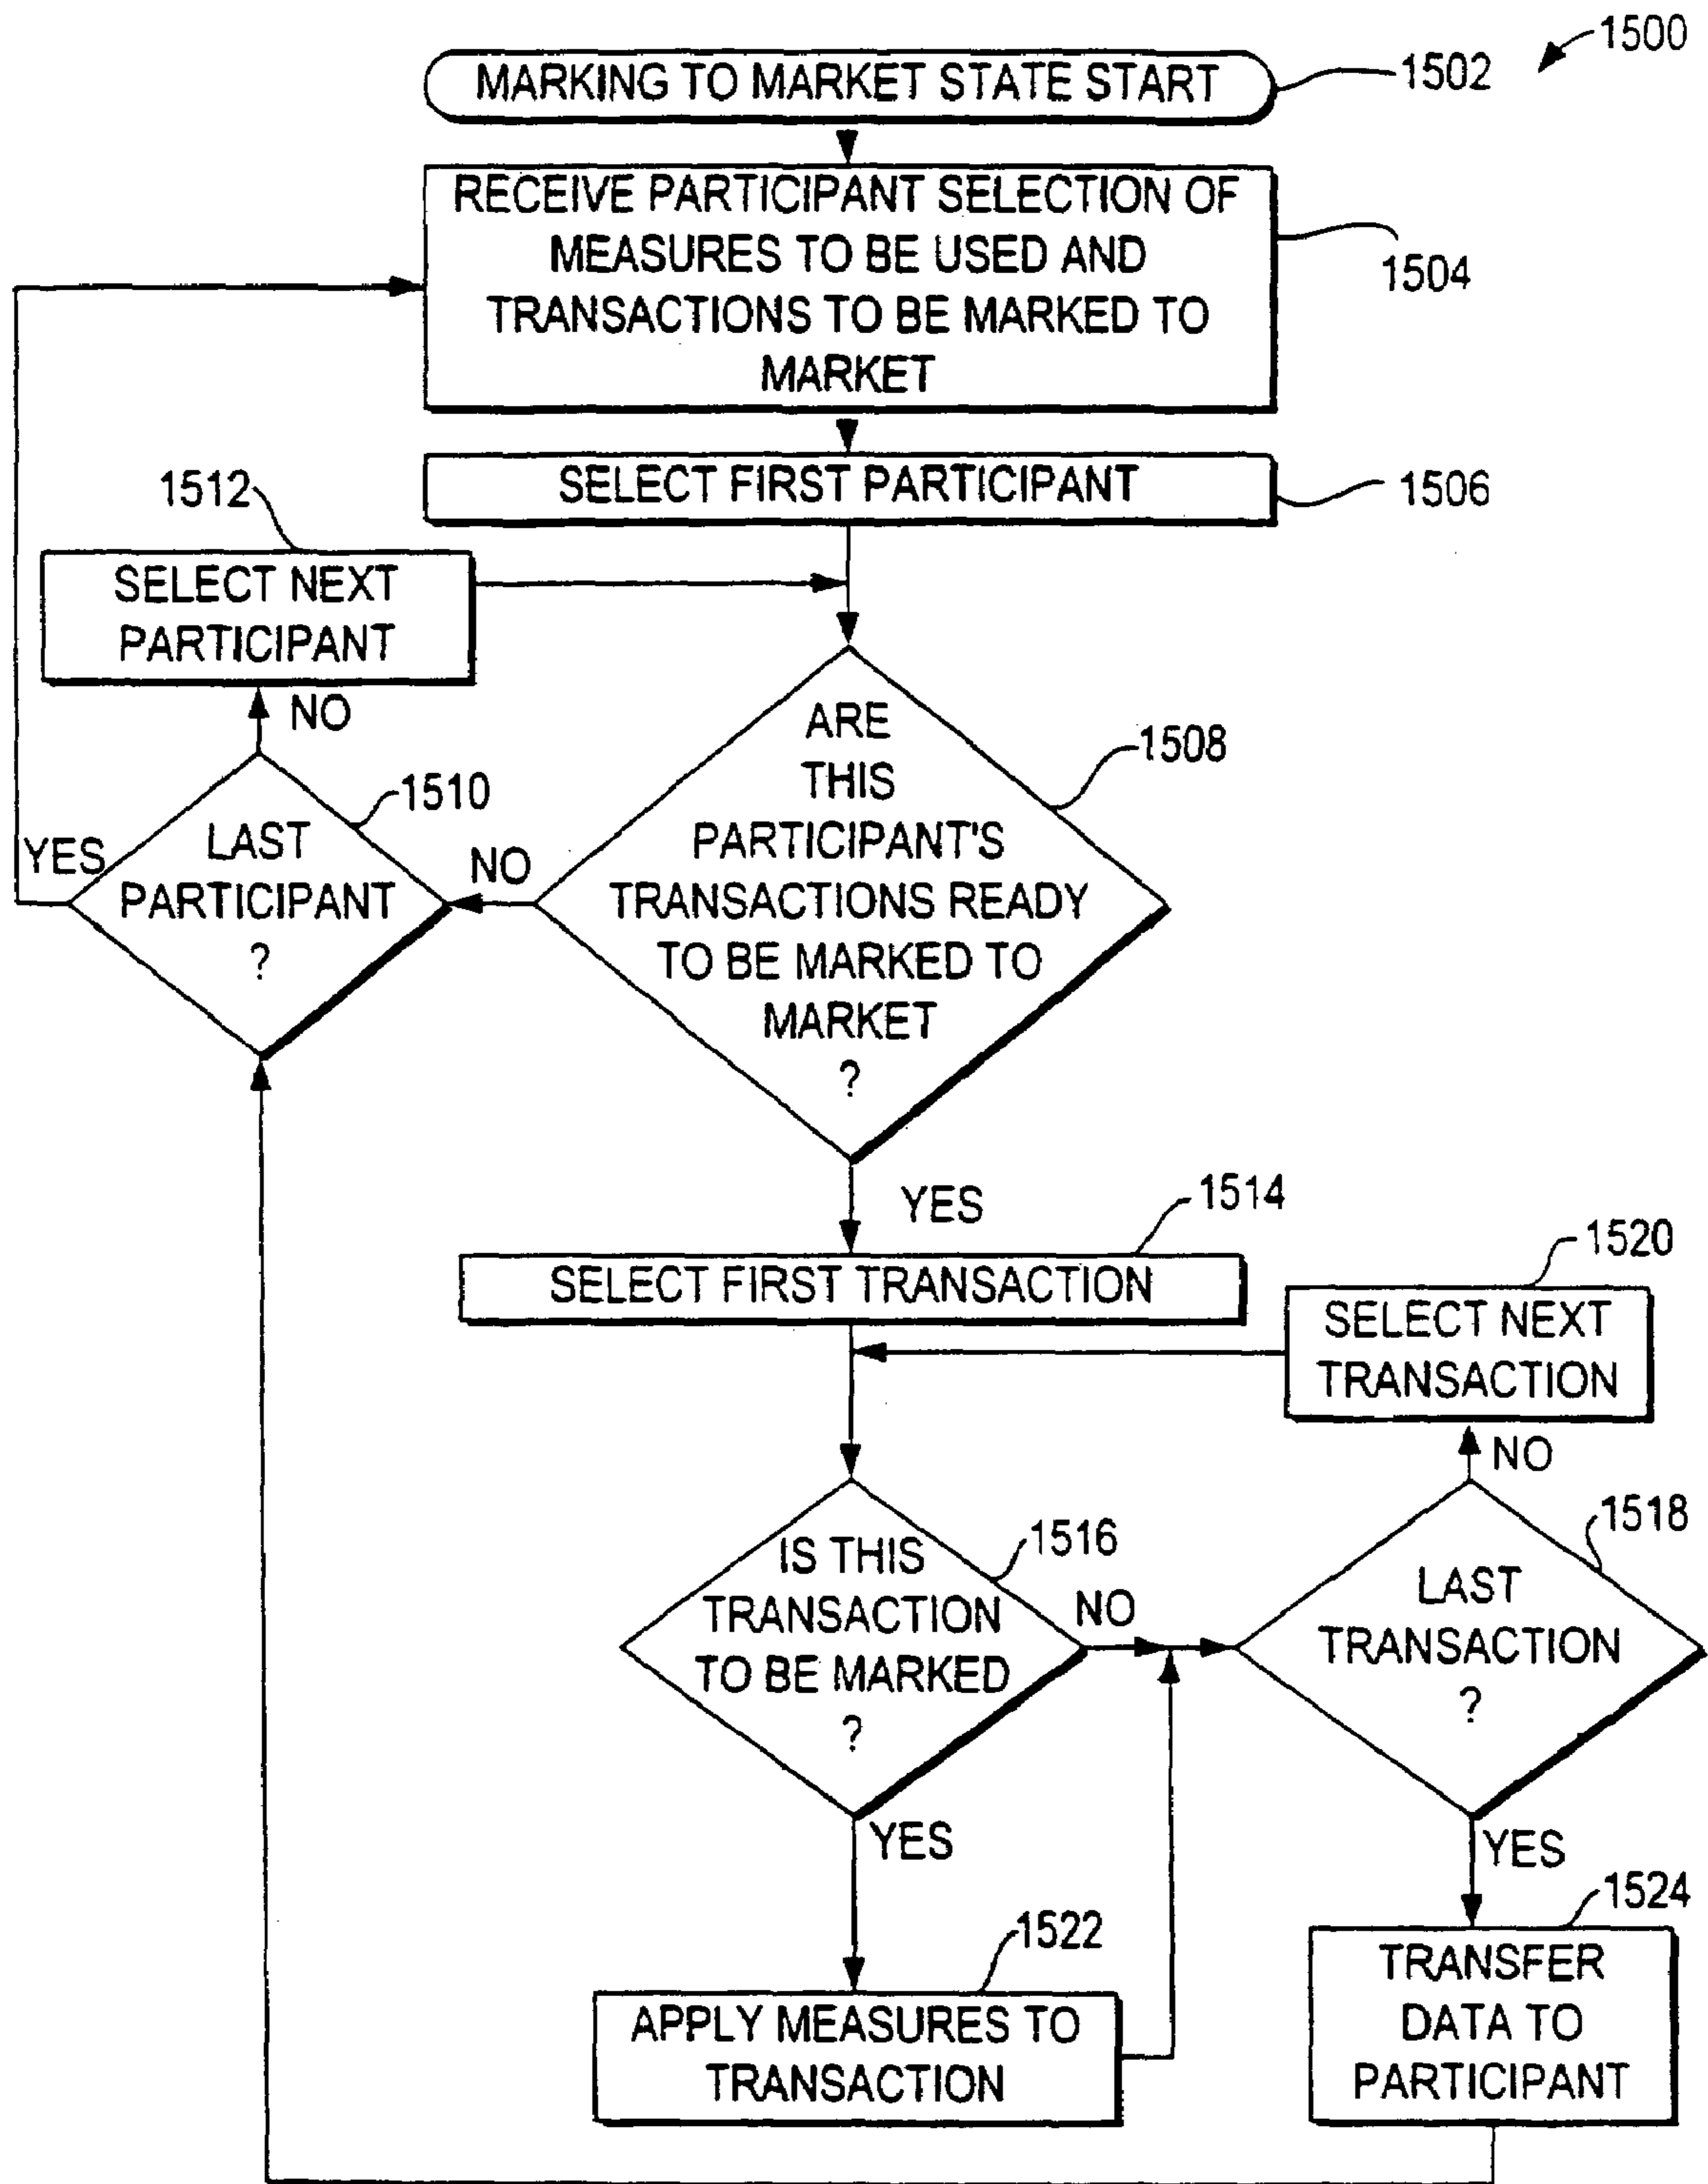 1500
MARKING TO MARKET STATE START
1502
RECEIVE PARTICIPANT SELECTION OF
MEASURES TO BE USED AND
TRANSACTIONS TO BE MARKED TO
MARKET
1504
SELECT FIRST PARTICIPANT
1506
1512
SELECT NEXT
PARTICIPANT
NO
1510
LAST
PARTICIPANT
?
YES
NO
ARE
THIS
PARTICIPANT'S
TRANSACTIONS READY
TO BE MARKED TO
MARKET
?
1508
YES
1514
SELECT FIRST TRANSACTION
1520
SELECT NEXT
TRANSACTION
NO
1516
IS THIS
TRANSACTION
TO BE MARKED
?
NO
1518
LAST
TRANSACTION
?
YES
YES
1522
APPLY MEASURES TO
TRANSACTION
1524
TRANSFER
DATA TO
PARTICIPANT